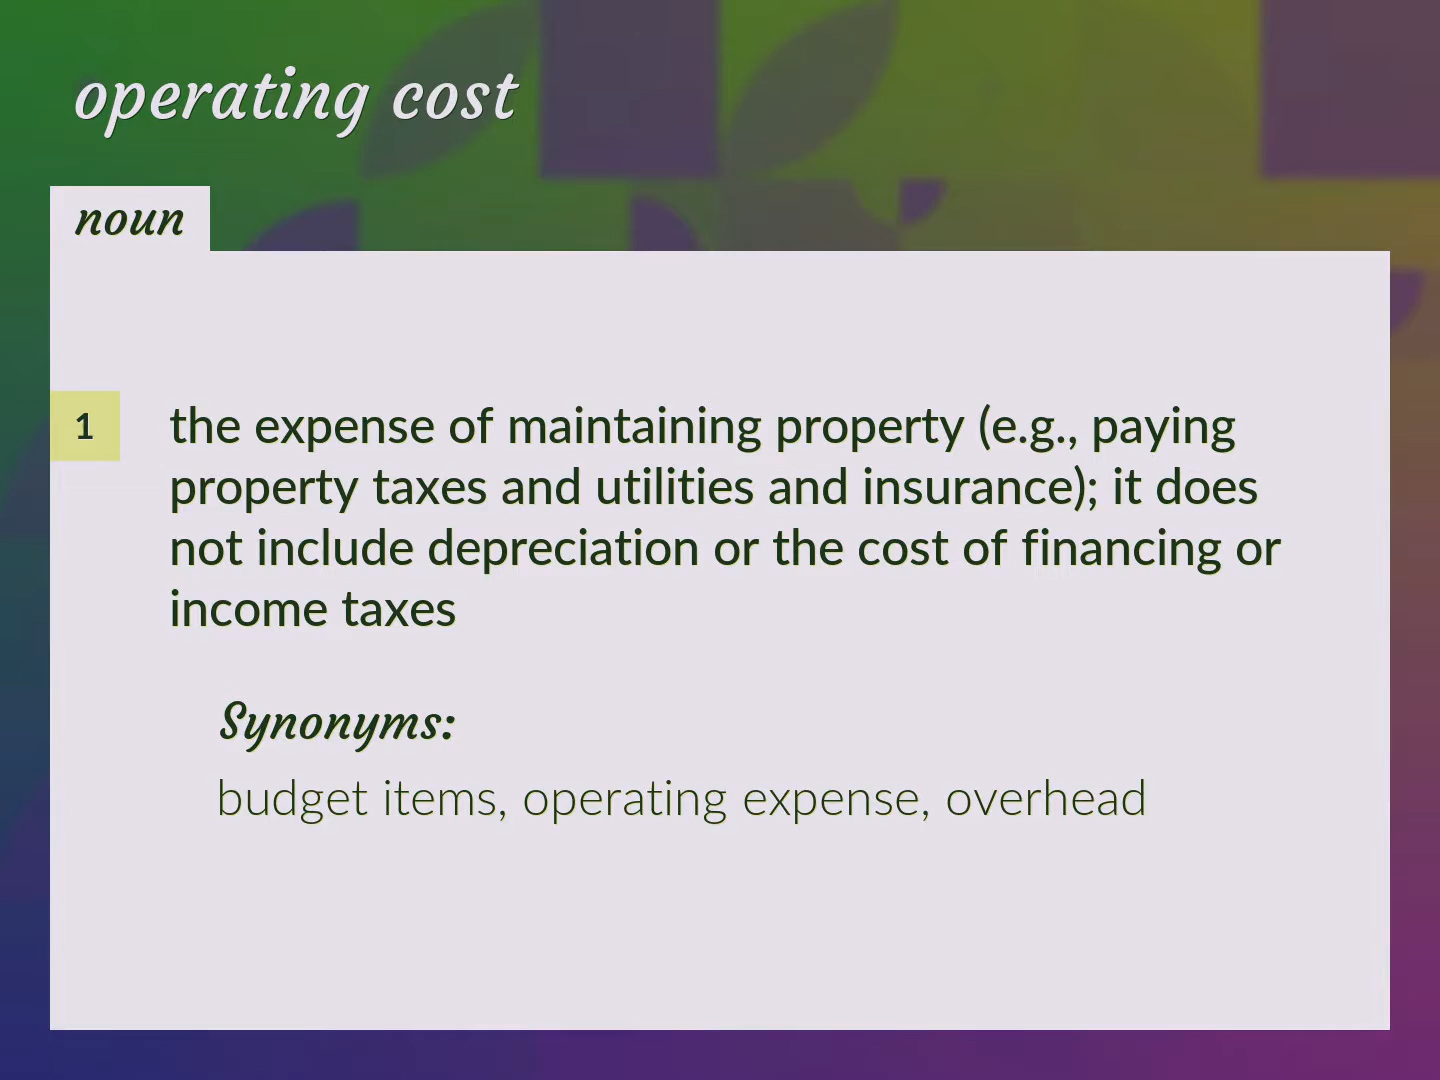 operating cost
noun
1
the expense of maintaining property (e.g., paying
property taxes and utilities and insurance); it does
not include depreciation or the cost of financing or
income taxes
Synonyms:
budget items, operating expense, overhead